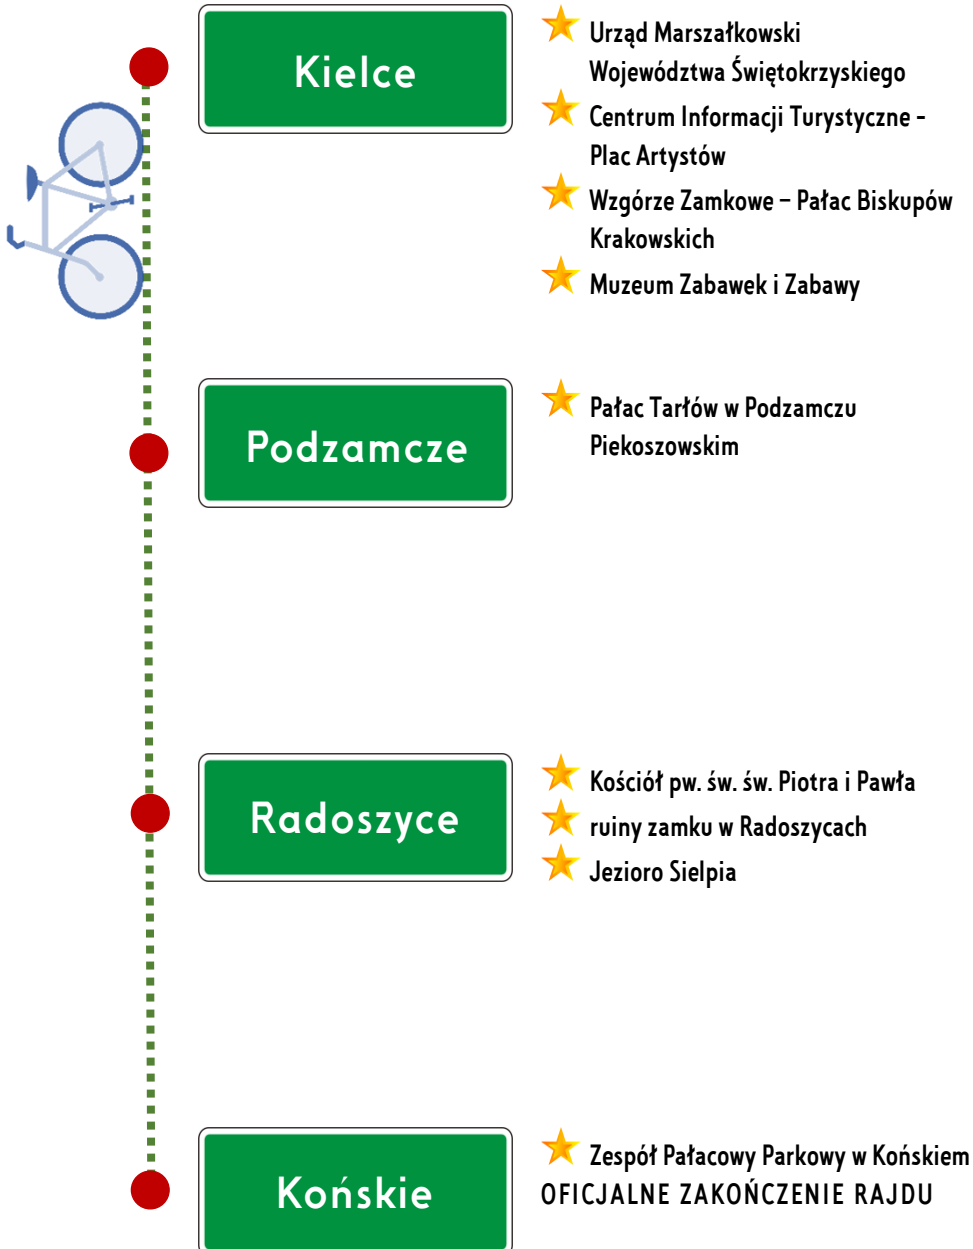 Kielce
Urząd Marszałkowski
Województwa Świętokrzyskiego
Centrum Informacji Turystyczne -
Plac Artystów
Wzgórze Zamkowe – Pałac Biskupów
Krakowskich
Muzeum Zabawek i Zabawy
Podzamcze
Pałac Tarłów w Podzamczu
Piekoszowskim
Radoszyce
Kościół pw. św. św. Piotra i Pawła
ruiny zamku w Radoszycach
Jezioro Sielpia
Końskie
Zespół Pałacowy Parkowy w Końskiem
OFICJALNE ZAKOŃCZENIE RAJDU